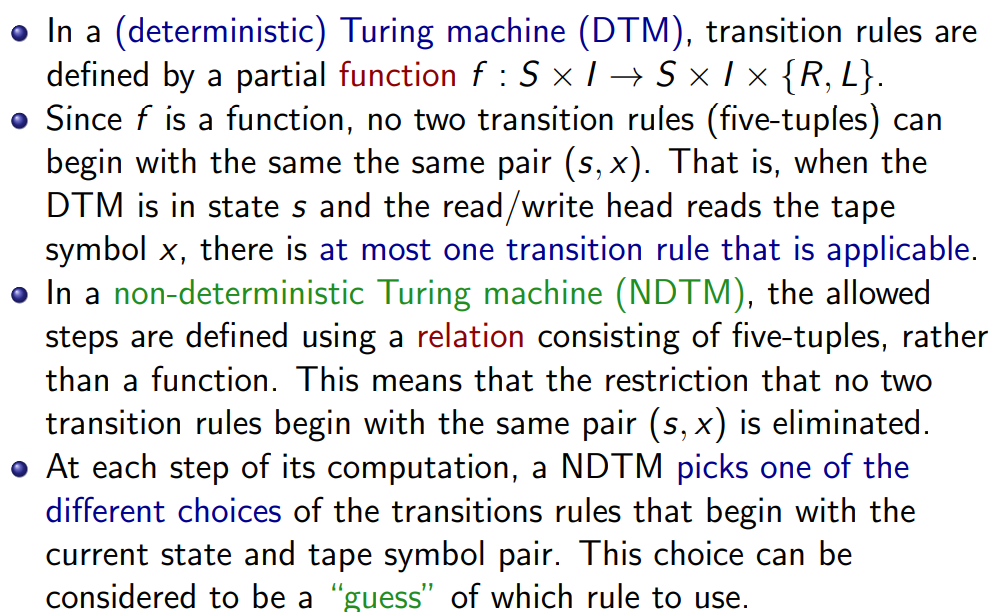 • In a (deterministic) Turing machine (DTM), transition rules are
defined by a partial function f : S × I → S × I × {R, L}.
• Since f is a function, no two transition rules (five-tuples) can
begin with the same the same pair (s, x). That is, when the
DTM is in state s and the read/write head reads the tape
symbol x, there is at most one transition rule that is applicable.
• In a non-deterministic Turing machine (NDTM), the allowed
steps are defined using a relation consisting of five-tuples, rather
than a function. This means that the restriction that no two
transition rules begin with the same pair (s, x) is eliminated.
• At each step of its computation, a NDTM picks one of the
different choices of the transitions rules that begin with the
current state and tape symbol pair. This choice can be
considered to be a “guess” of which rule to use.